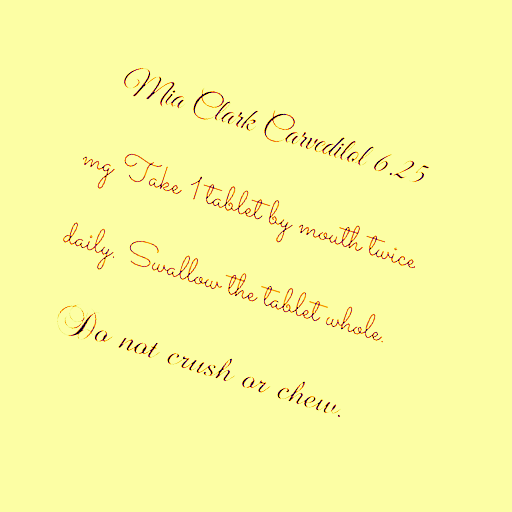 Mia Clark Carvedilol 6.25
mg Take 1 tablet by mouth twice
daily. Swallow the tablet whole.
Do not crush or chew.